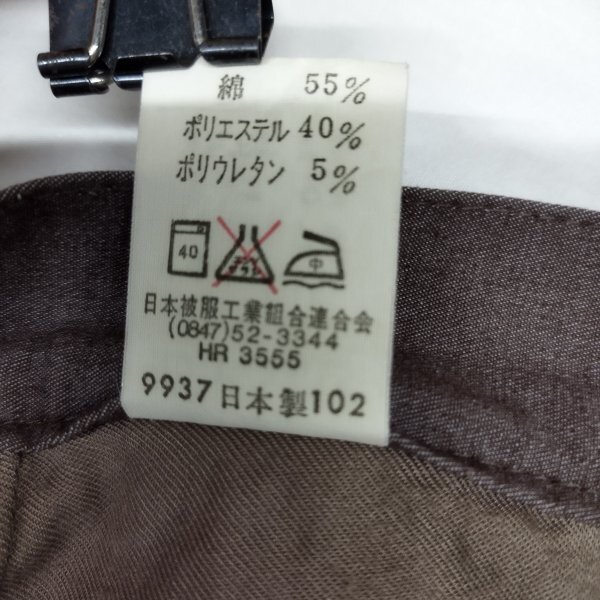 綿 55%
ポリエステル 40%
ポリウレタン 5%
40 中
日本被服工業組合連合会
(0847)52-3344
HR 3555
9937日本製102